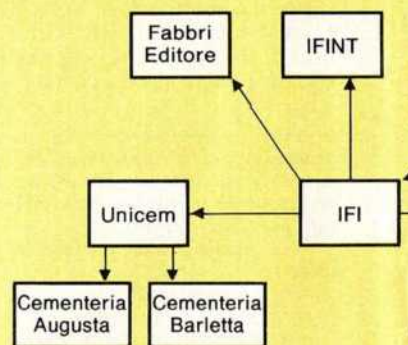 Fabbri
Editore
IFINT
Unicem
IFI
Cementeria
Augusta
Cementeria
Barletta